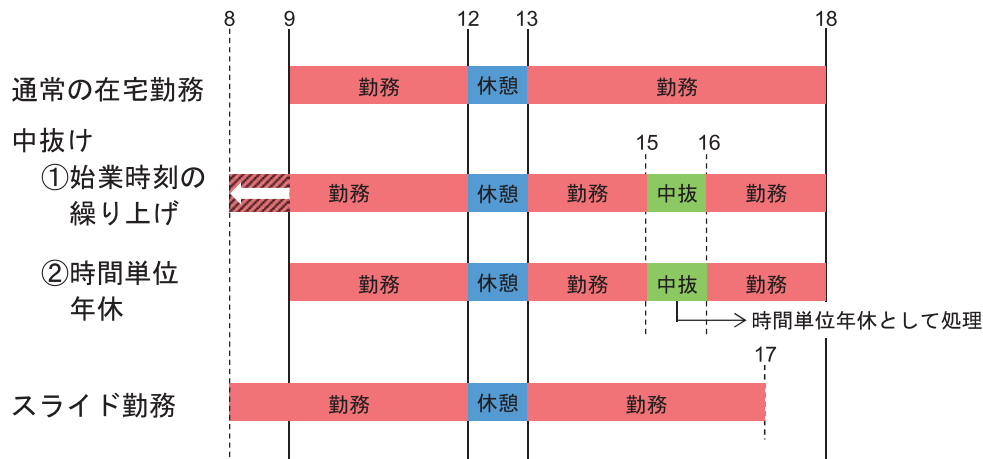 8 9 12 13 18
通常の在宅勤務 勤務 休憩 勤務
中抜け
15 16
①始業時刻の
繰り上げ
勤務 休憩 勤務 中抜 勤務
②時間単位
年休
勤務 休憩 勤務 中抜 勤務
時間単位年休として処理
17
スライド勤務 勤務 休憩 勤務